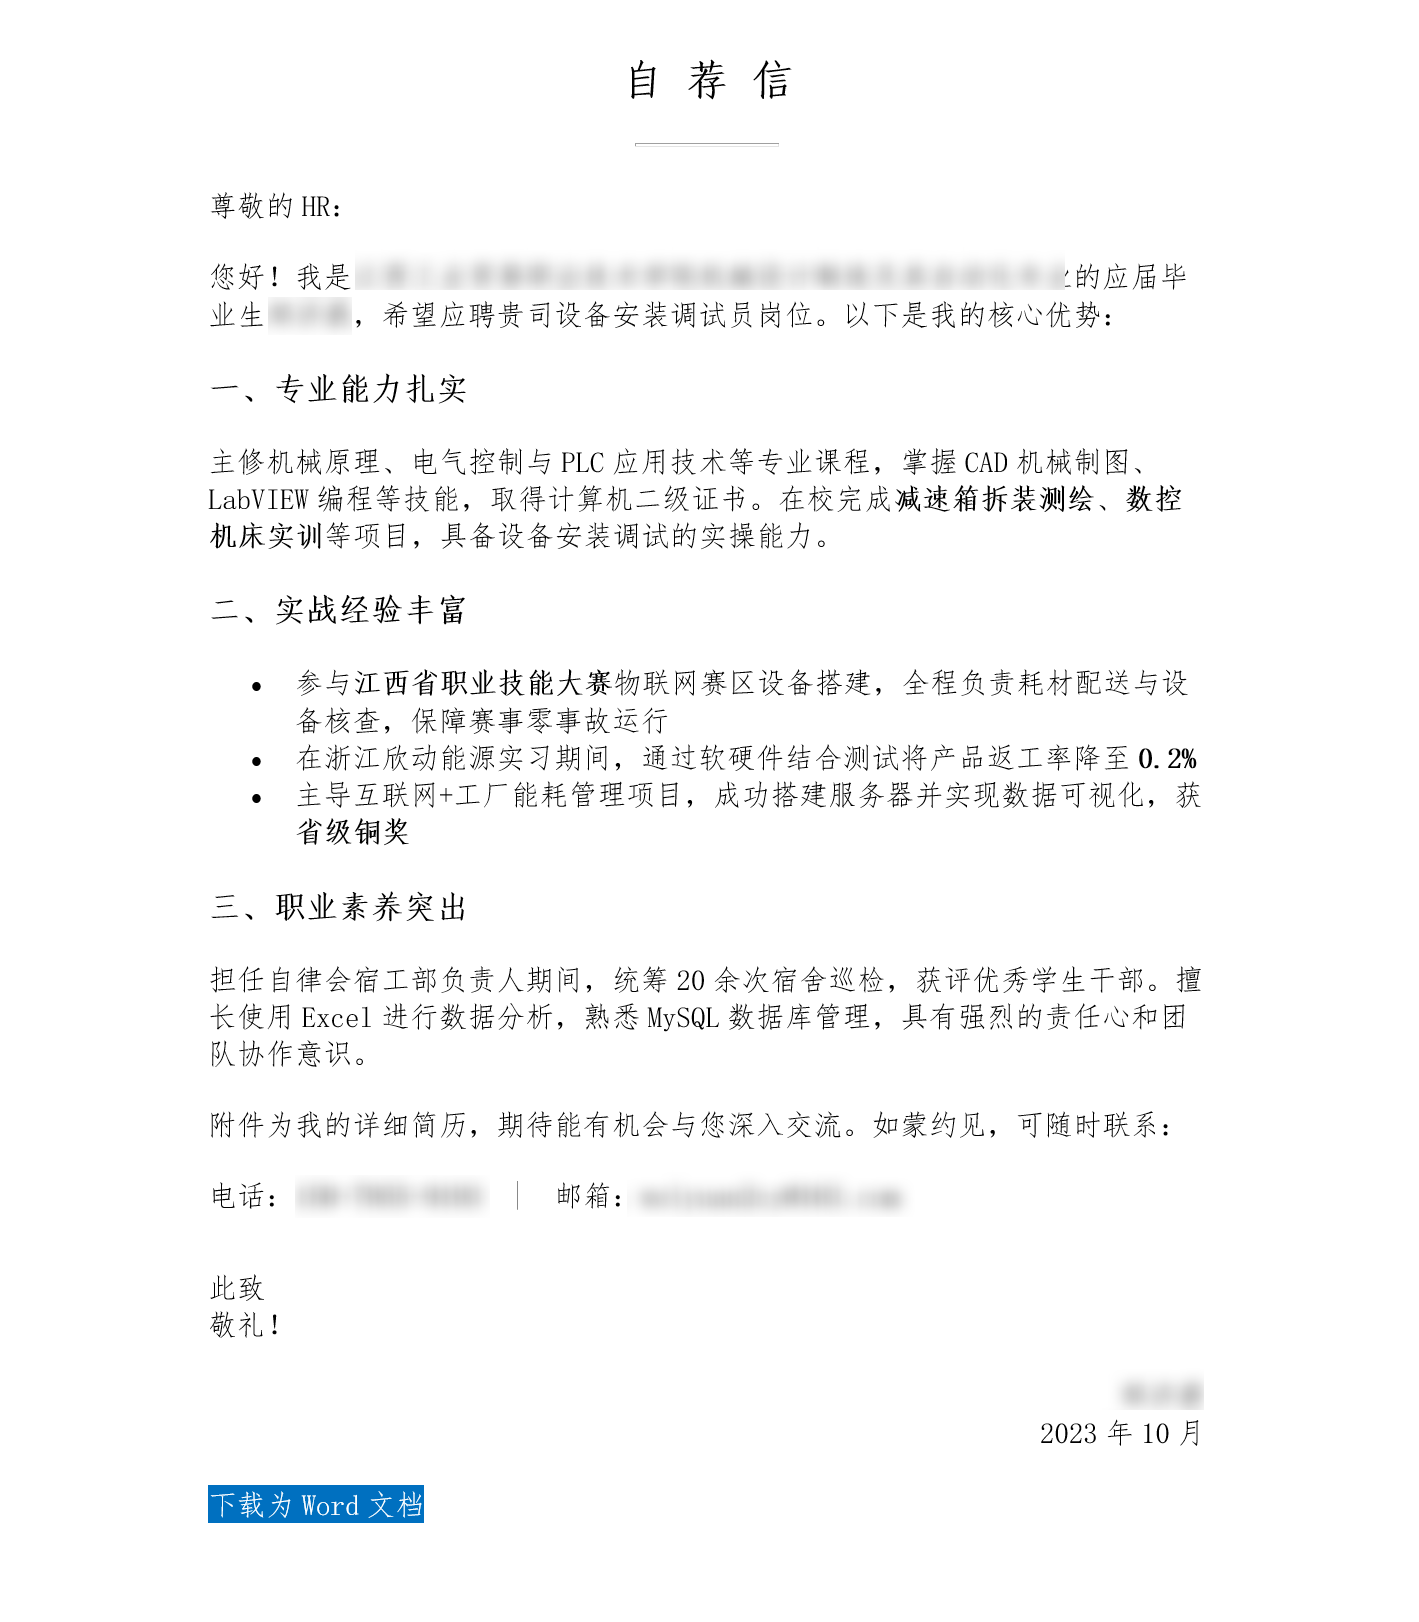 自 荐 信
尊敬的 HR：
您好！我是
的应届毕
业生
，希望应聘贵司设备安装调试员岗位。以下是我的核心优势：
一、专业能力扎实
主修机械原理、电气控制与 PLC 应用技术等专业课程，掌握 CAD 机械制图、
LabVIEW 编程等技能，取得计算机二级证书。在校完成减速箱拆装测绘、数控
机床实训等项目，具备设备安装调试的实操能力。
二、实战经验丰富
● 参与江西省职业技能大赛物联网赛区设备搭建，全程负责耗材配送与设
备核查，保障赛事零事故运行
● 在浙江欣动能源实习期间，通过软硬件结合测试将产品返工率降至 0.2%
● 主导互联网+工厂能耗管理项目，成功搭建服务器并实现数据可视化，获
省级铜奖
三、职业素养突出
担任自律会宿工部负责人期间，统筹 20 余次宿舍巡检，获评优秀学生干部。擅
长使用 Excel 进行数据分析，熟悉 MySQL 数据库管理，具有强烈的责任心和团
队协作意识。
附件为我的详细简历，期待能有机会与您深入交流。如蒙约见，可随时联系：
电话： | 邮箱：
此致
敬礼！
2023 年 10 月
下载为 Word 文档